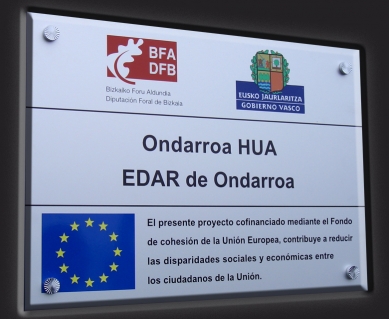 BFA
DFB
Bizkaiko Foru Aldundia
Diputación Foral de Bizkaia
EUSKO JAURLARITZA
GOBIERNO VASCO
Ondarroa HUA
EDAR de Ondarroa
El presente proyecto cofinanciado mediante el Fondo
de cohesión de la Unión Europea, contribuye a reducir
las disparidades sociales y económicas entre
los ciudadanos de la Unión.